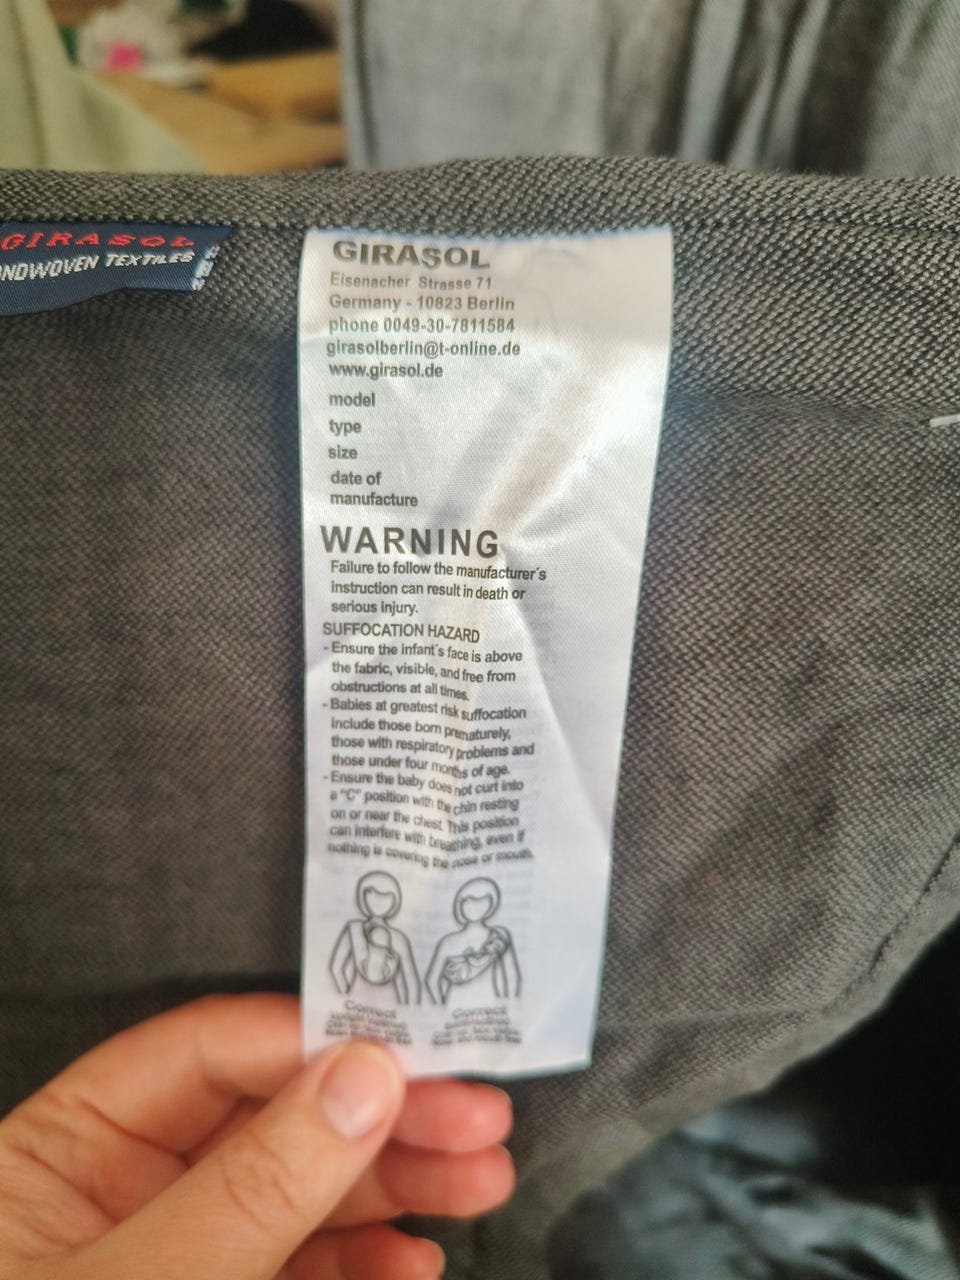 GIRASOL
NDWOVEN TEXTILES
GIRASOL
Eisenacher Strasse 71
Germany - 10823 Berlin
phone 0049-30-7811584
girasolberlin@t-online.de
www.girasol.de
model
type
size
date of
manufacture
WARNING
Failure to follow the manufacturer´s
instruction can result in death or
serious injury.
SUFFOCATION HAZARD
- Ensure the infant´s face is above
the fabric, visible, and free from
obstructions at all times.
- Babies at greatest risk suffocation
include those born prematurely,
those with respiratory problems and
those under four months of age.
- Ensure the baby does not curt into
a "C" position with the chin resting
on or near the chest. This position
can interfere with breathing, even if
nothing is covering the nose or mouth.
Correct
Correct